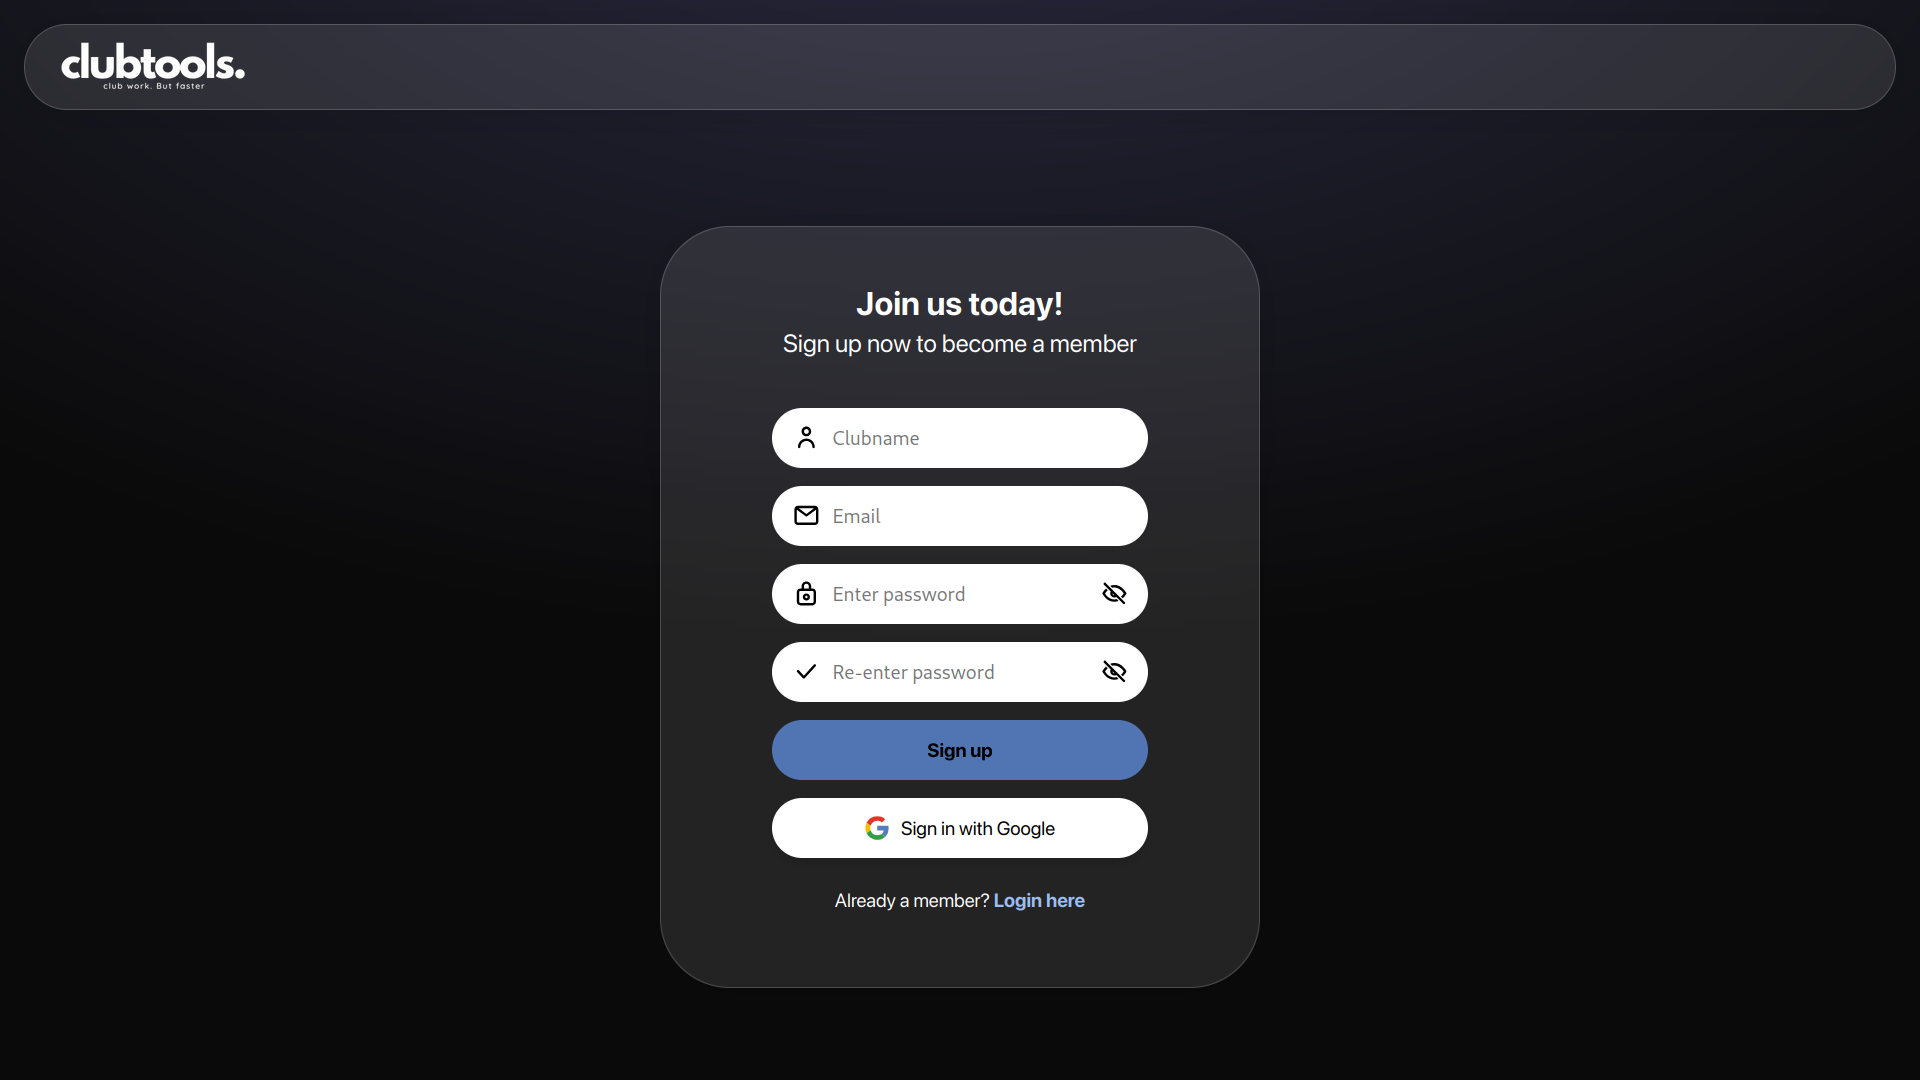 clubtools.
club work. But faster
Join us today!
Sign up now to become a member
Clubname
Email
Enter password
Re-enter password
Sign up
Sign in with Google
Already a member? Login here